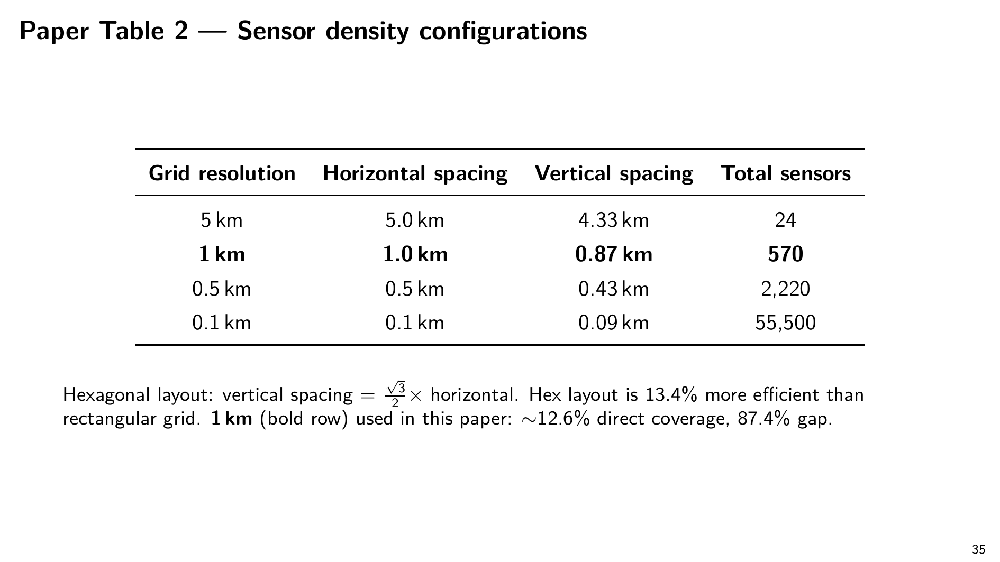 Paper Table 2 — Sensor density configurations
Grid resolution Horizontal spacing Vertical spacing Total sensors
5 km 5.0 km 4.33 km 24
1 km 1.0 km 0.87 km 570
0.5 km 0.5 km 0.43 km 2,220
0.1 km 0.1 km 0.09 km 55,500
Hexagonal layout: vertical spacing = √3/2 × horizontal. Hex layout is 13.4% more efficient than
rectangular grid. 1 km (bold row) used in this paper: ∼12.6% direct coverage, 87.4% gap.
35